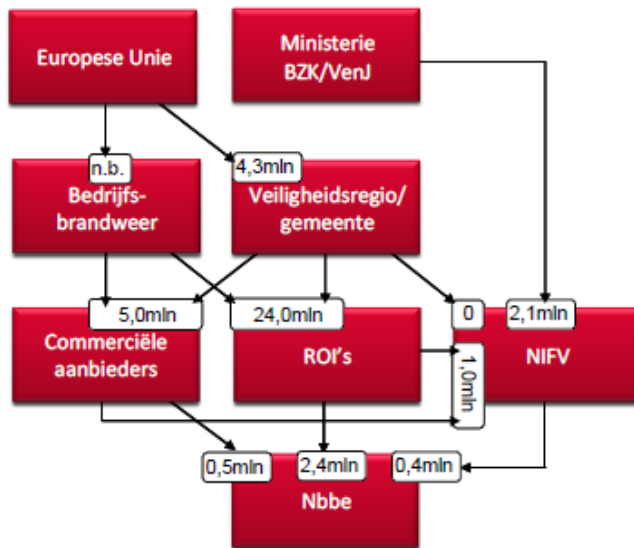 Europese Unie
Ministerie
BZK/VenJ
n.b.
4,3mln
Bedrijfs-
brandweer
Veiligheidsregio/
gemeente
5,0mln
24,0mln
0
2,1mln
Commerciële
aanbieders
ROI's
NIFV
1,0mln
0,5mln
2,4mln
0,4mln
Nbbe